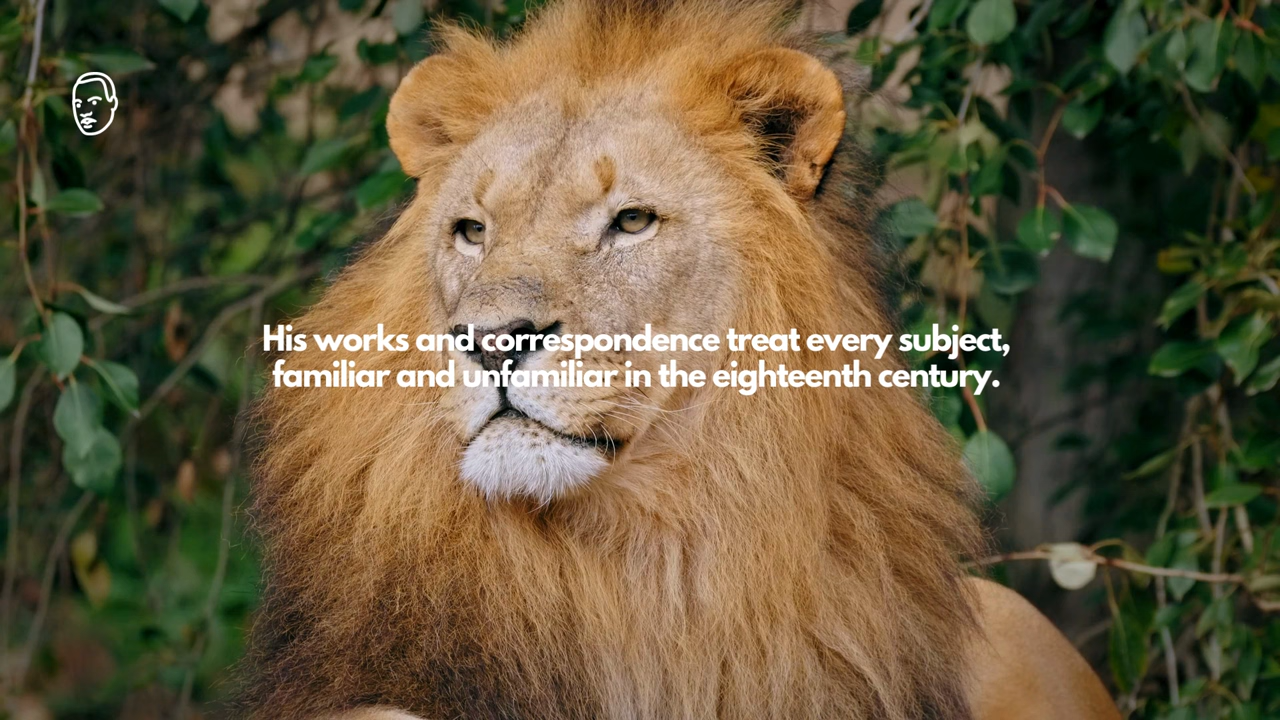 His works and correspondence treat every subject,
familiar and unfamiliar in the eighteenth century.